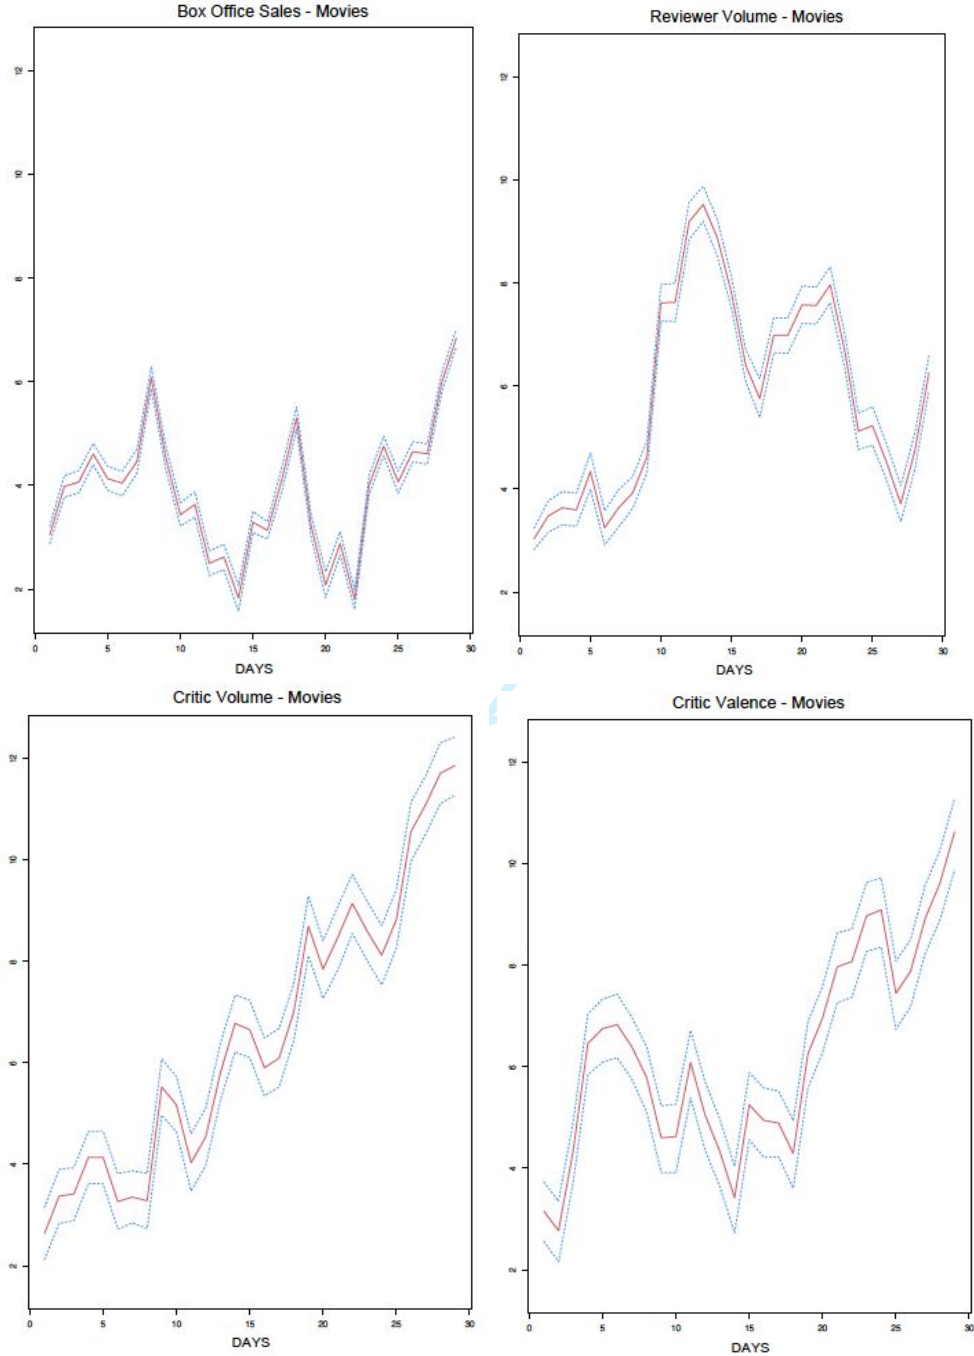 Box Office Sales - Movies
12
10
8
6
4
2
0 5 10 15 20 25 30
DAYS
Reviewer Volume - Movies
12
10
8
6
4
2
0 5 10 15 20 25 30
DAYS
Critic Volume - Movies
12
10
8
6
4
2
0 5 10 15 20 25 30
DAYS
Critic Valence - Movies
12
10
8
6
4
2
0 5 10 15 20 25 30
DAYS